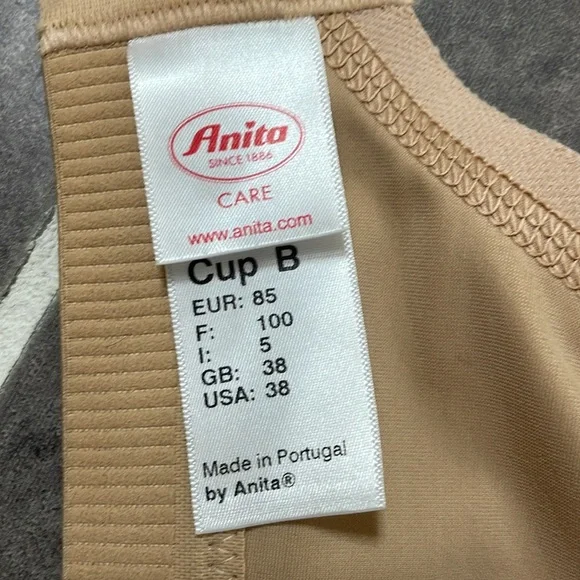 Anita
SINCE 1886
CARE
www.anita.com
Cup B
EUR: 85
F: 100
I: 5
GB: 38
USA: 38
Made in Portugal
by Anita®